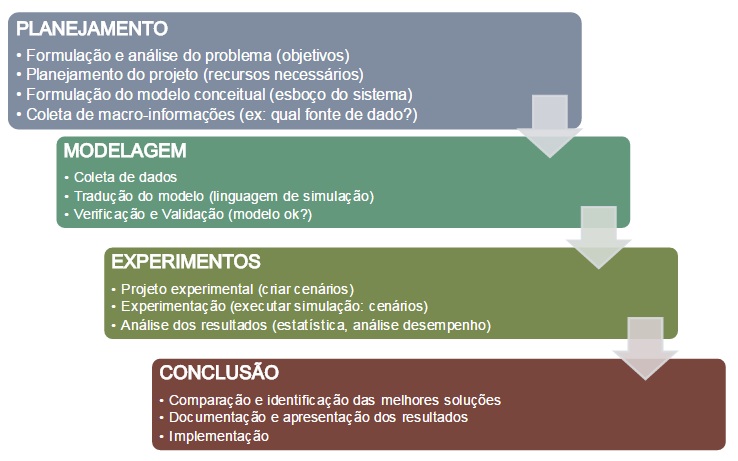 PLANEJAMENTO
• Formulação e análise do problema (objetivos)
• Planejamento do projeto (recursos necessários)
• Formulação do modelo conceitual (esboço do sistema)
• Coleta de macro-informações (ex: qual fonte de dado?)
MODELAGEM
• Coleta de dados
• Tradução do modelo (linguagem de simulação)
• Verificação e Validação (modelo ok?)
EXPERIMENTOS
• Projeto experimental (criar cenários)
• Experimentação (executar simulação: cenários)
• Análise dos resultados (estatística, análise desempenho)
CONCLUSÃO
• Comparação e identificação das melhores soluções
• Documentação e apresentação dos resultados
• Implementação